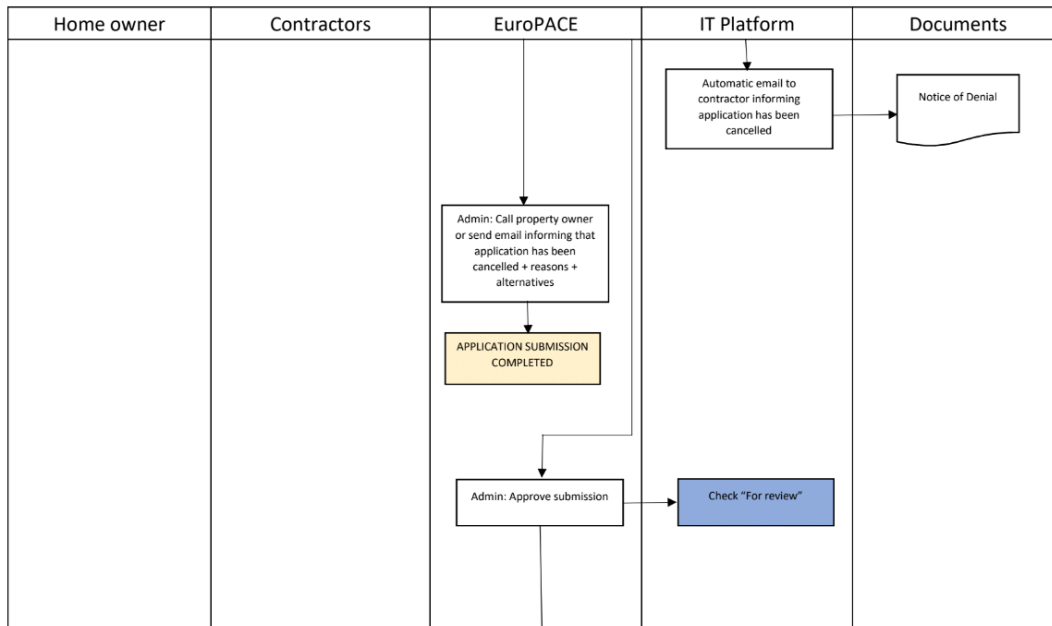 Home owner
Contractors
EuroPACE
IT Platform
Documents
Automatic email to
contractor informing
application has been
cancelled
Notice of Denial
Admin: Call property owner
or send email informing that
application has been
cancelled + reasons +
alternatives
APPLICATION SUBMISSION
COMPLETED
Admin: Approve submission
Check “For review”